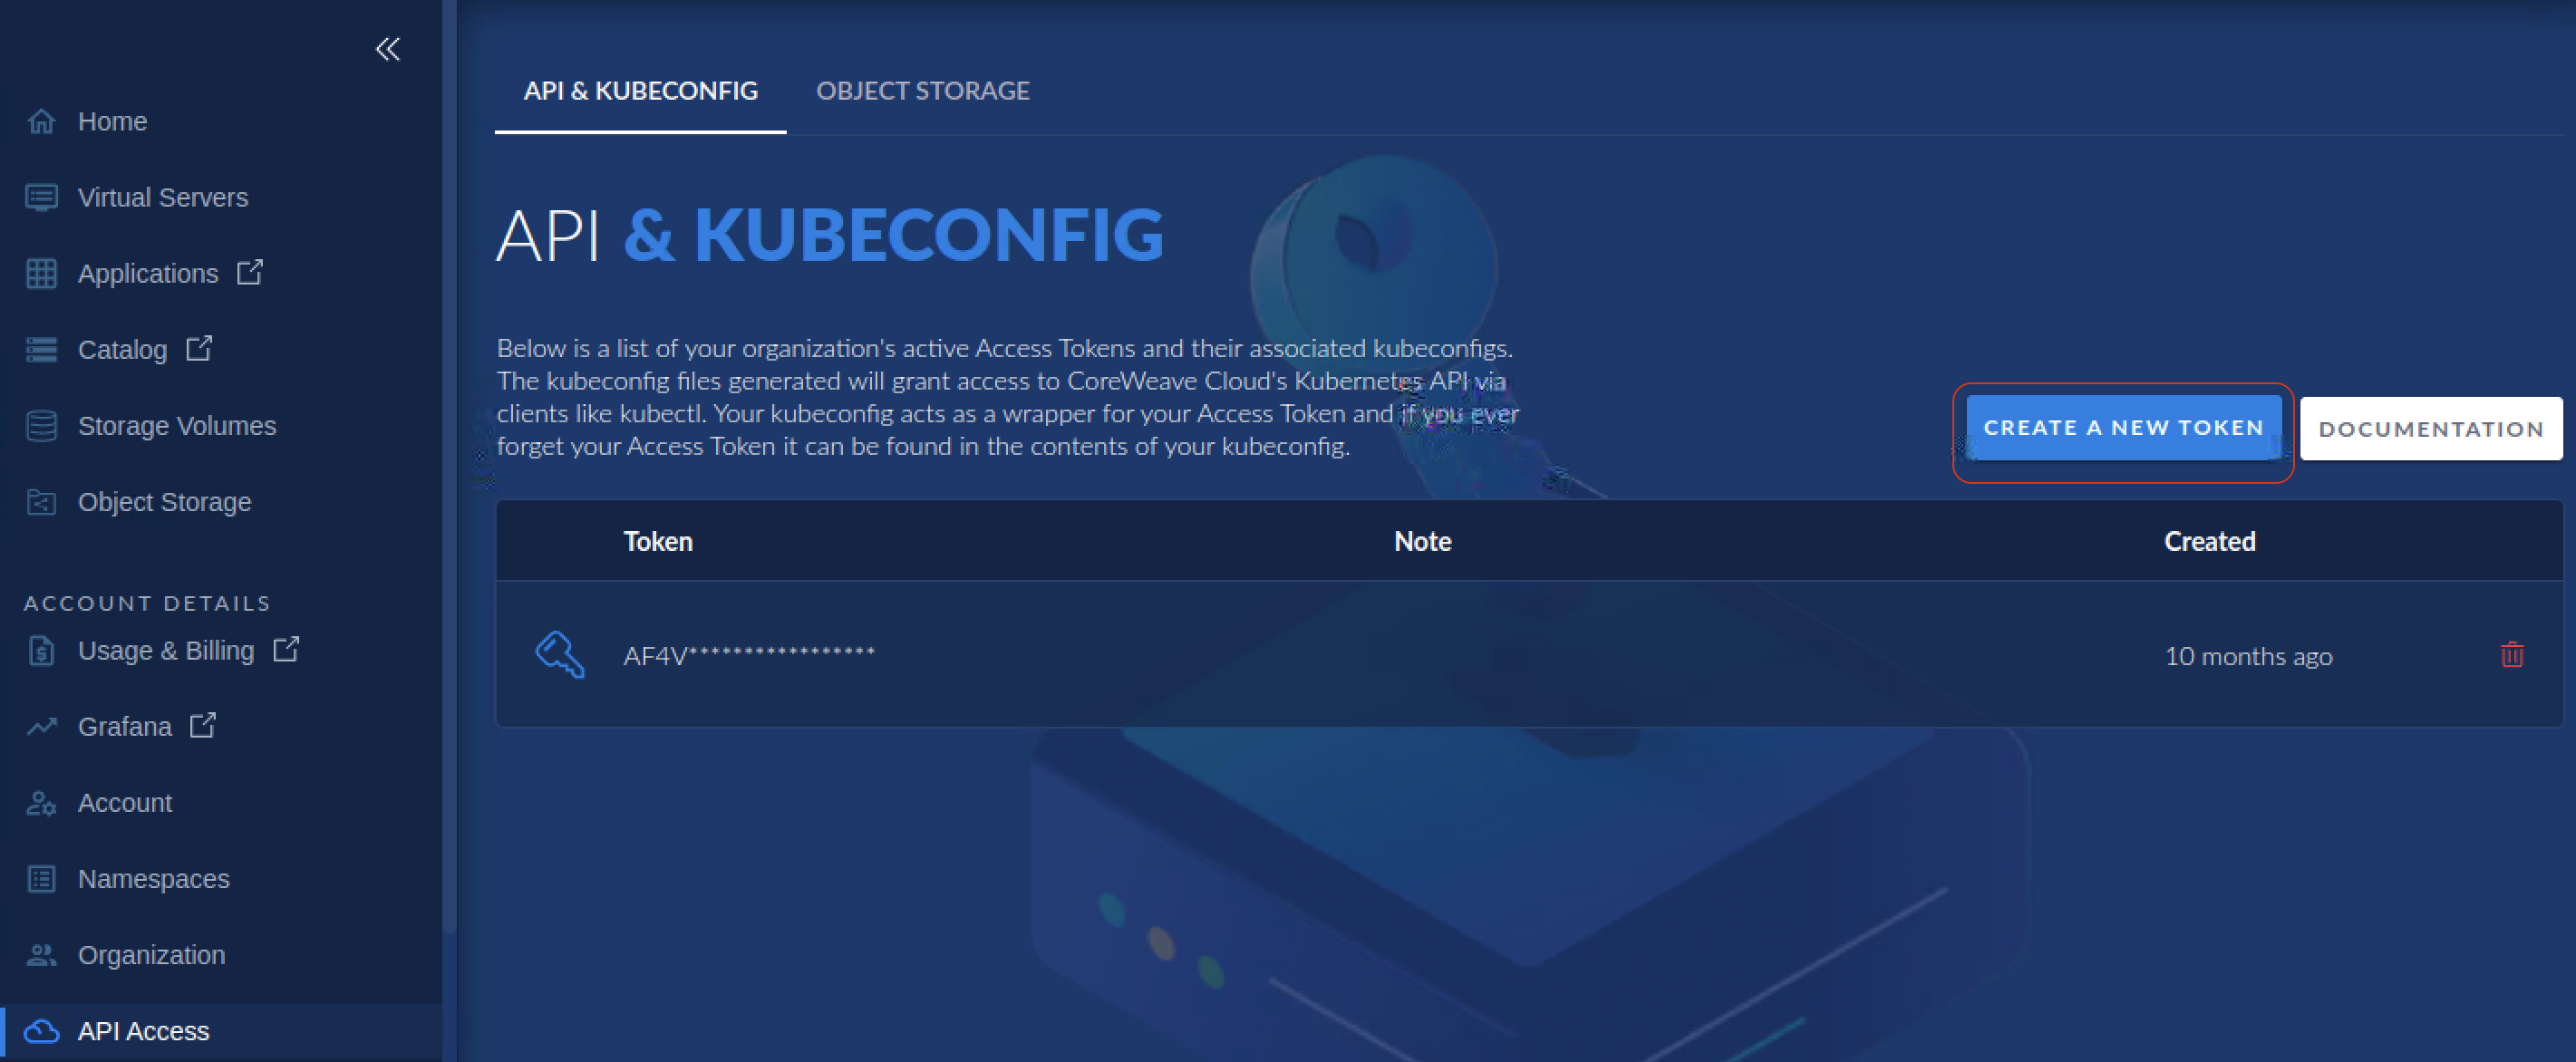 Home
Virtual Servers
Applications
Catalog
Storage Volumes
Object Storage
ACCOUNT DETAILS
Usage & Billing
Grafana
Account
Namespaces
Organization
API Access
API & KUBECONFIG
OBJECT STORAGE
API & KUBECONFIG
Below is a list of your organization's active Access Tokens and their associated kubeconfigs.
The kubeconfig files generated will grant access to CoreWeave Cloud's Kubernetes API via
clients like kubectl. Your kubeconfig acts as a wrapper for your Access Token and if you ever
forget your Access Token it can be found in the contents of your kubeconfig.
CREATE A NEW TOKEN
DOCUMENTATION
Token Note Created
AF4V***************** 10 months ago